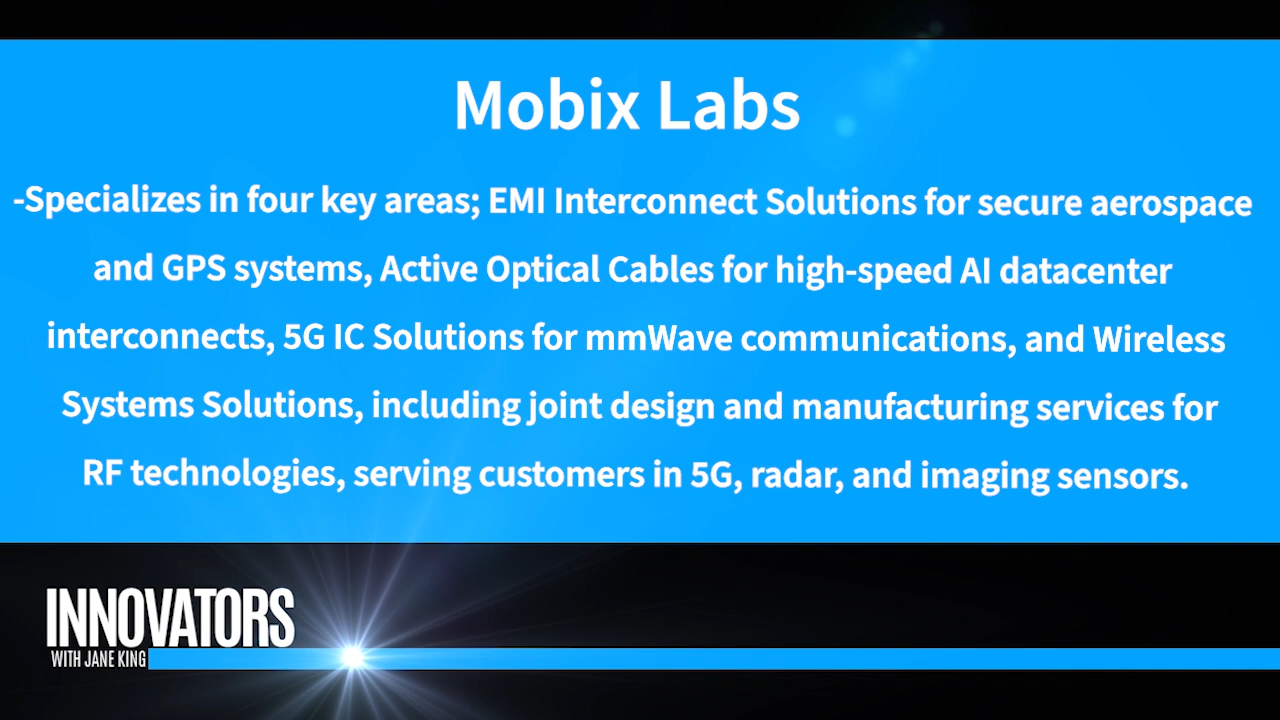 Mobix Labs
-Specializes in four key areas; EMI Interconnect Solutions for secure aerospace
and GPS systems, Active Optical Cables for high-speed AI datacenter
interconnects, 5G IC Solutions for mmWave communications, and Wireless
Systems Solutions, including joint design and manufacturing services for
RF technologies, serving customers in 5G, radar, and imaging sensors.
INNOVATORS
WITH JANE KING